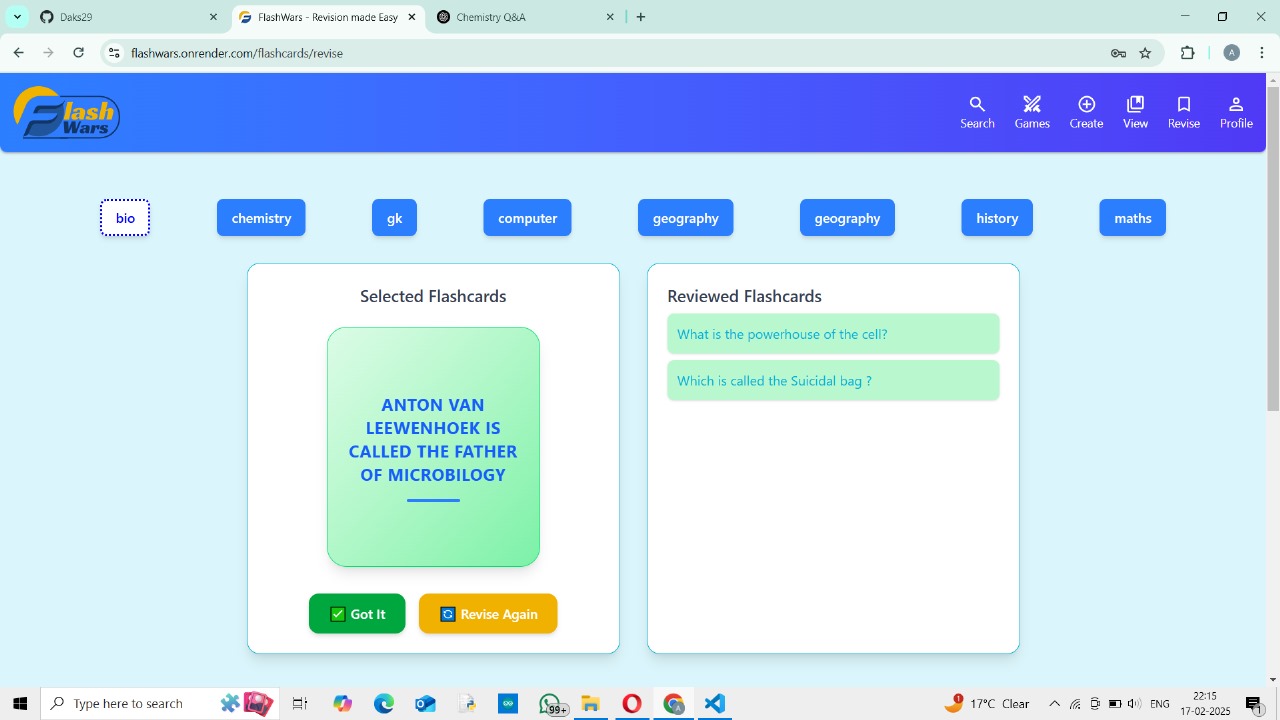 Daks29
FlashWars - Revision made Easy
Chemistry Q&A
flashwars.onrender.com/flashcards/revise
A
Flash
Wars
Search
Games
Create
View
Revise
Profile
bio
chemistry
gk
computer
geography
geography
history
maths
Selected Flashcards
ANTON VAN
LEEWENHOEK IS
CALLED THE FATHER
OF MICROBILOGY
Got It
Revise Again
Reviewed Flashcards
What is the powerhouse of the cell?
Which is called the Suicidal bag ?
Type here to search
99+
A
1
17°C Clear
ENG
22:15
17-02-2025
1